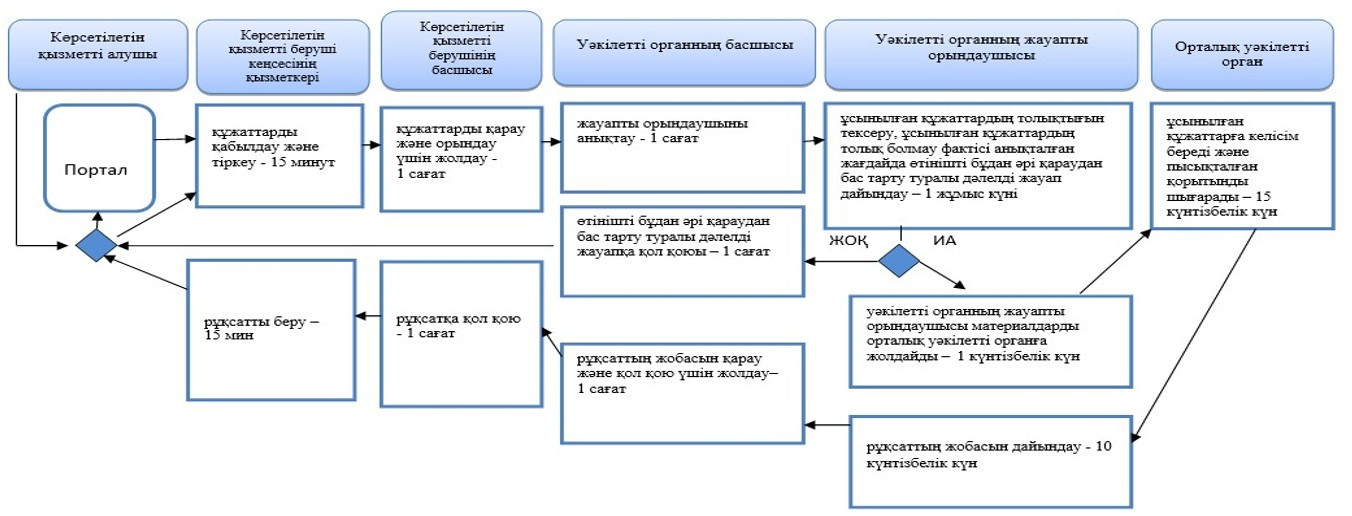 Көрсетілетін
қызметті алушы
Көрсетілетін
қызметті беруші
кеңсесінің
қызметкері
Көрсетілетін
қызметті
берушінің
басшысы
Уәкілетті органның басшысы
Уәкілетті органның жауапты
орындаушысы
Орталық уәкілетті
орган
Портал
құжаттарды
қабылдау және
тіркеу - 15 минут
құжаттарды қарау
және орындау
үшін жолдау -
1 сағат
жауапты орындаушыны
анықтау - 1 сағат
ұсынылған құжаттардың толықтығын
тексеру, ұсынылған құжаттардың
толық болмау фактісі анықталған
жағдайда өтінішті бұдан әрі қараудан
бас тарту туралы дәлелді жауап
дайындау – 1 жұмыс күні
ұсынылған
құжаттарға келісім
береді және
пысықталған
қорытынды
шығарады – 15
күнтізбелік күн
өтінішті бұдан әрі қараудан
бас тарту туралы дәлелді
жауапқа қол қоюы – 1 сағат
ЖОҚ
ИА
рұқсатты беру –
15 мин
рұқсатқа қол қою
- 1 сағат
уәкілетті органның жауапты
орындаушысы материалдарды
орталық уәкілетті органға
жолдайды – 1 күнтізбелік күн
рұқсаттың жобасын қарау
және қол қою үшін жолдау–
1 сағат
рұқсаттың жобасын дайындау - 10
күнтізбелік күн